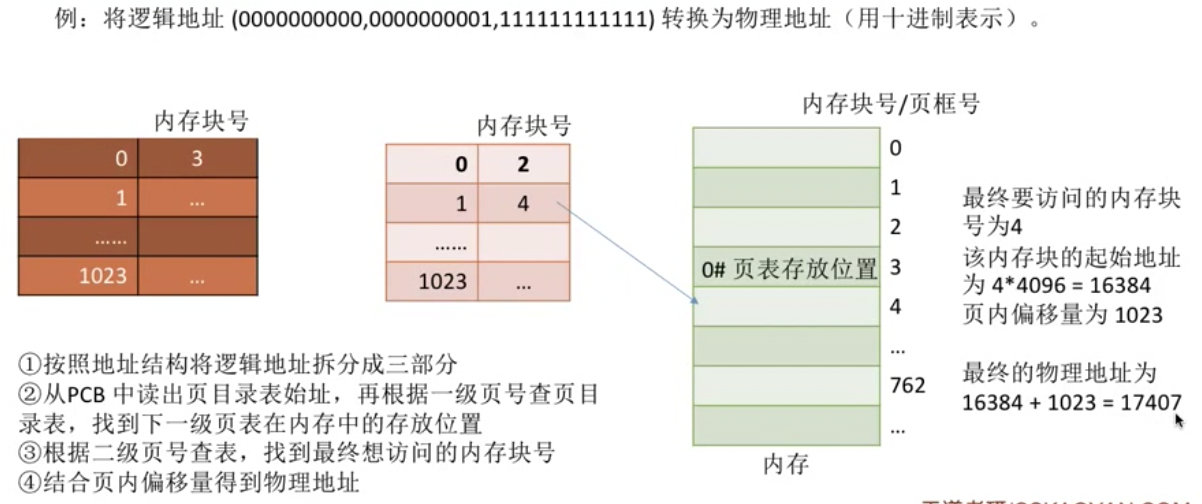 例：将逻辑地址 (0000000000,0000000001,111111111111) 转换为物理地址（用十进制表示）。
内存块号
0 3
1 ...
......
1023 ...
内存块号
0 2
1 4
......
1023 ...
内存块号/页框号
0
1
2
0# 页表存放位置 3
4
...
762
...
内存
最终要访问的内存块
号为4
该内存块的起始地址
为 4*4096 = 16384
页内偏移量为 1023
最终的物理地址为
16384 + 1023 = 17407
①按照地址结构将逻辑地址拆分成三部分
②从PCB 中读出页目录表始址，再根据一级页号查页目
录表，找到下一级页表在内存中的存放位置
③根据二级页号查表，找到最终想访问的内存块号
④结合页内偏移量得到物理地址